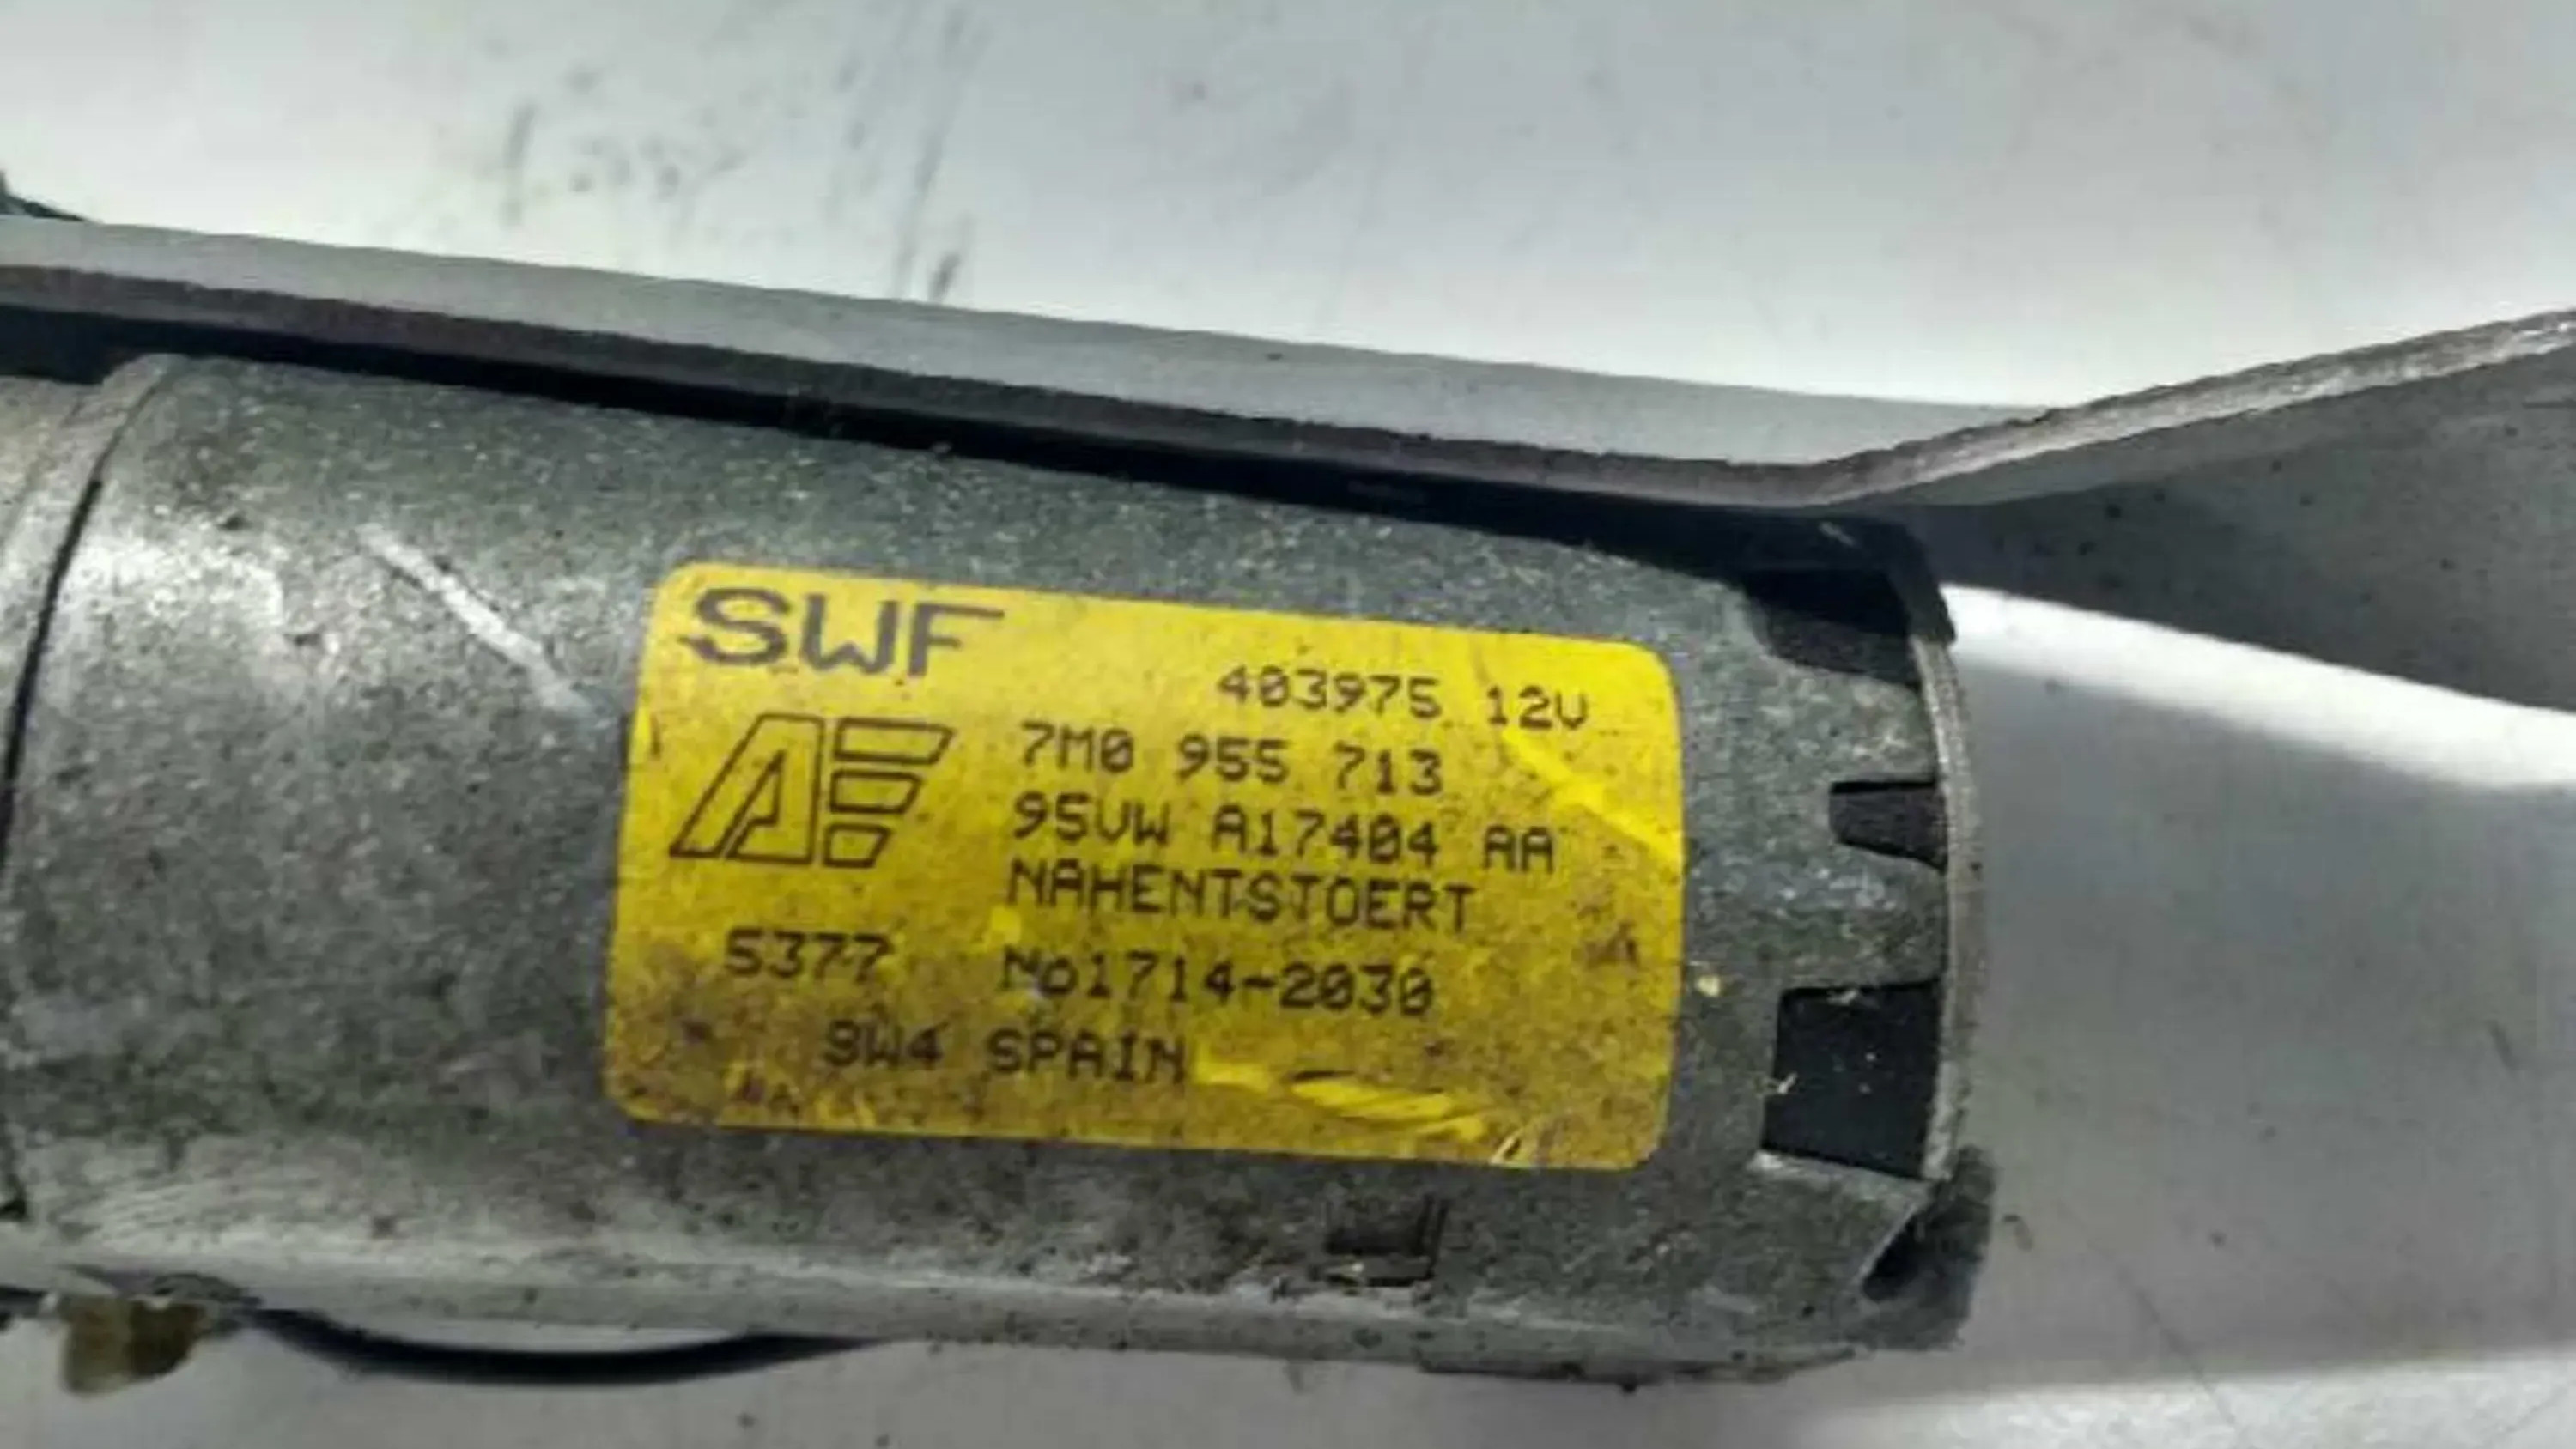 SWF
403975 12V
7M0 955 713
95VW A17404 AA
NAHENTSTOERT
5377 No1714-2030
9W4 SPAIN